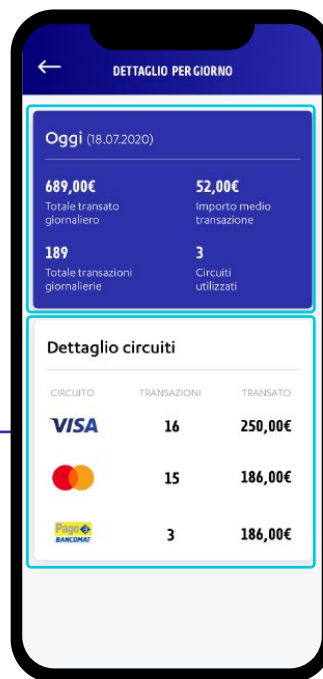 DETTAGLIO PER GIORNO
Oggi (18.07.2020)
689,00€ 52,00€
Totale transato Importo medio
giornaliero transazione
189 3
Totale transazioni Circuiti
giornalierie utilizzati
Dettaglio circuiti
CIRCUITO TRANSAZIONI TRANSATO
VISA 16 250,00€
15 186,00€
Pago
BANCOMAT 3 186,00€